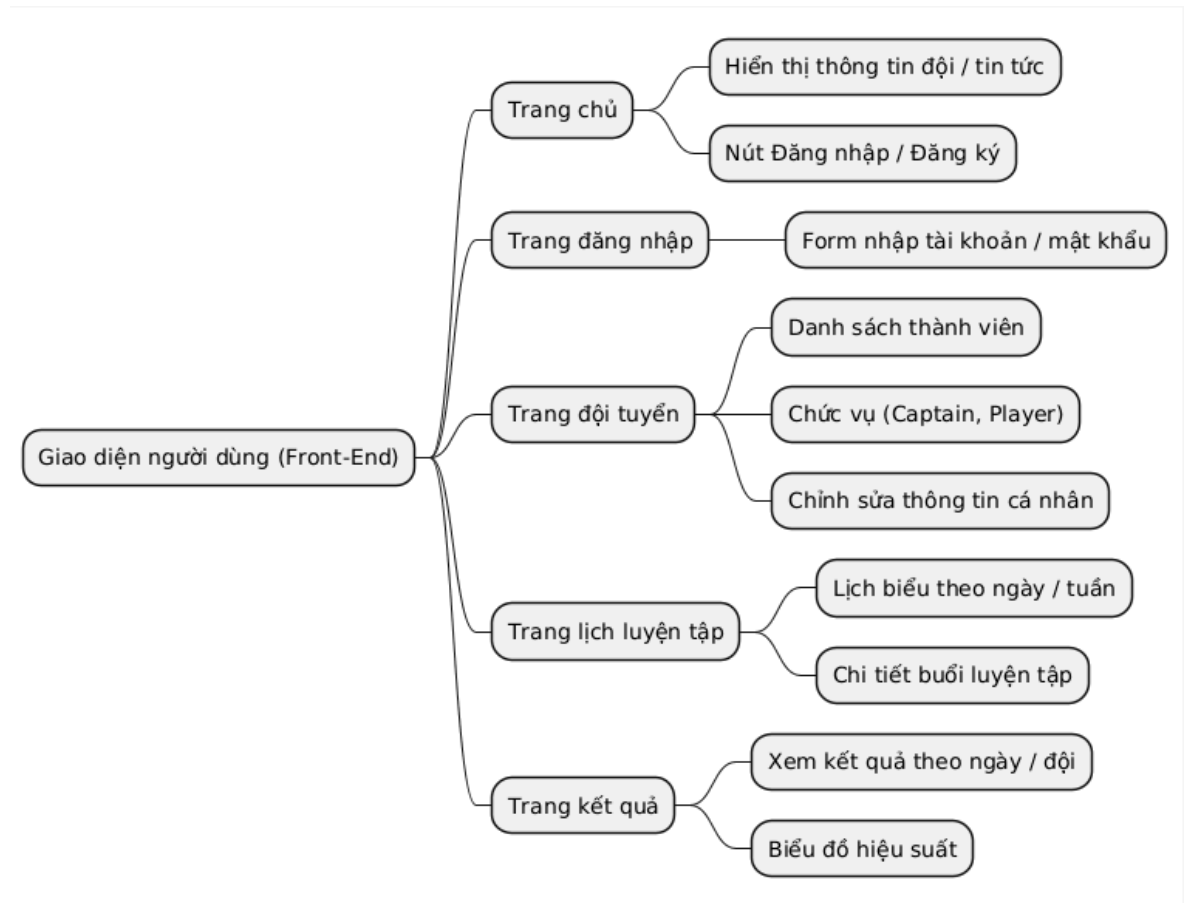 Giao diện người dùng (Front-End)
Trang chủ
Hiển thị thông tin đội / tin tức
Nút Đăng nhập / Đăng ký
Trang đăng nhập
Form nhập tài khoản / mật khẩu
Trang đội tuyển
Danh sách thành viên
Chức vụ (Captain, Player)
Chỉnh sửa thông tin cá nhân
Trang lịch luyện tập
Lịch biểu theo ngày / tuần
Chi tiết buổi luyện tập
Trang kết quả
Xem kết quả theo ngày / đội
Biểu đồ hiệu suất